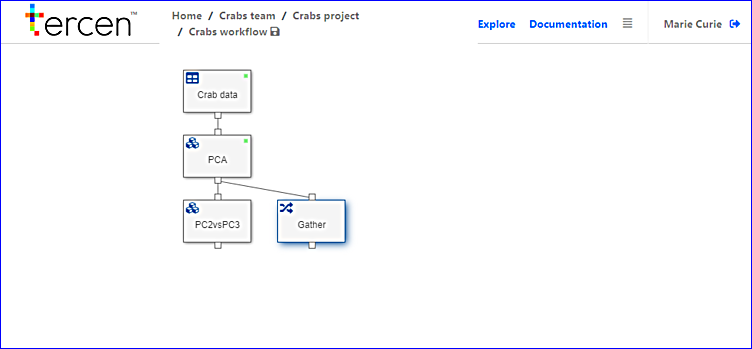 tercen™
Home / Crabs team / Crabs project
/ Crabs workflow
Explore Documentation Marie Curie
Crab data
PCA
PC2vsPC3 Gather